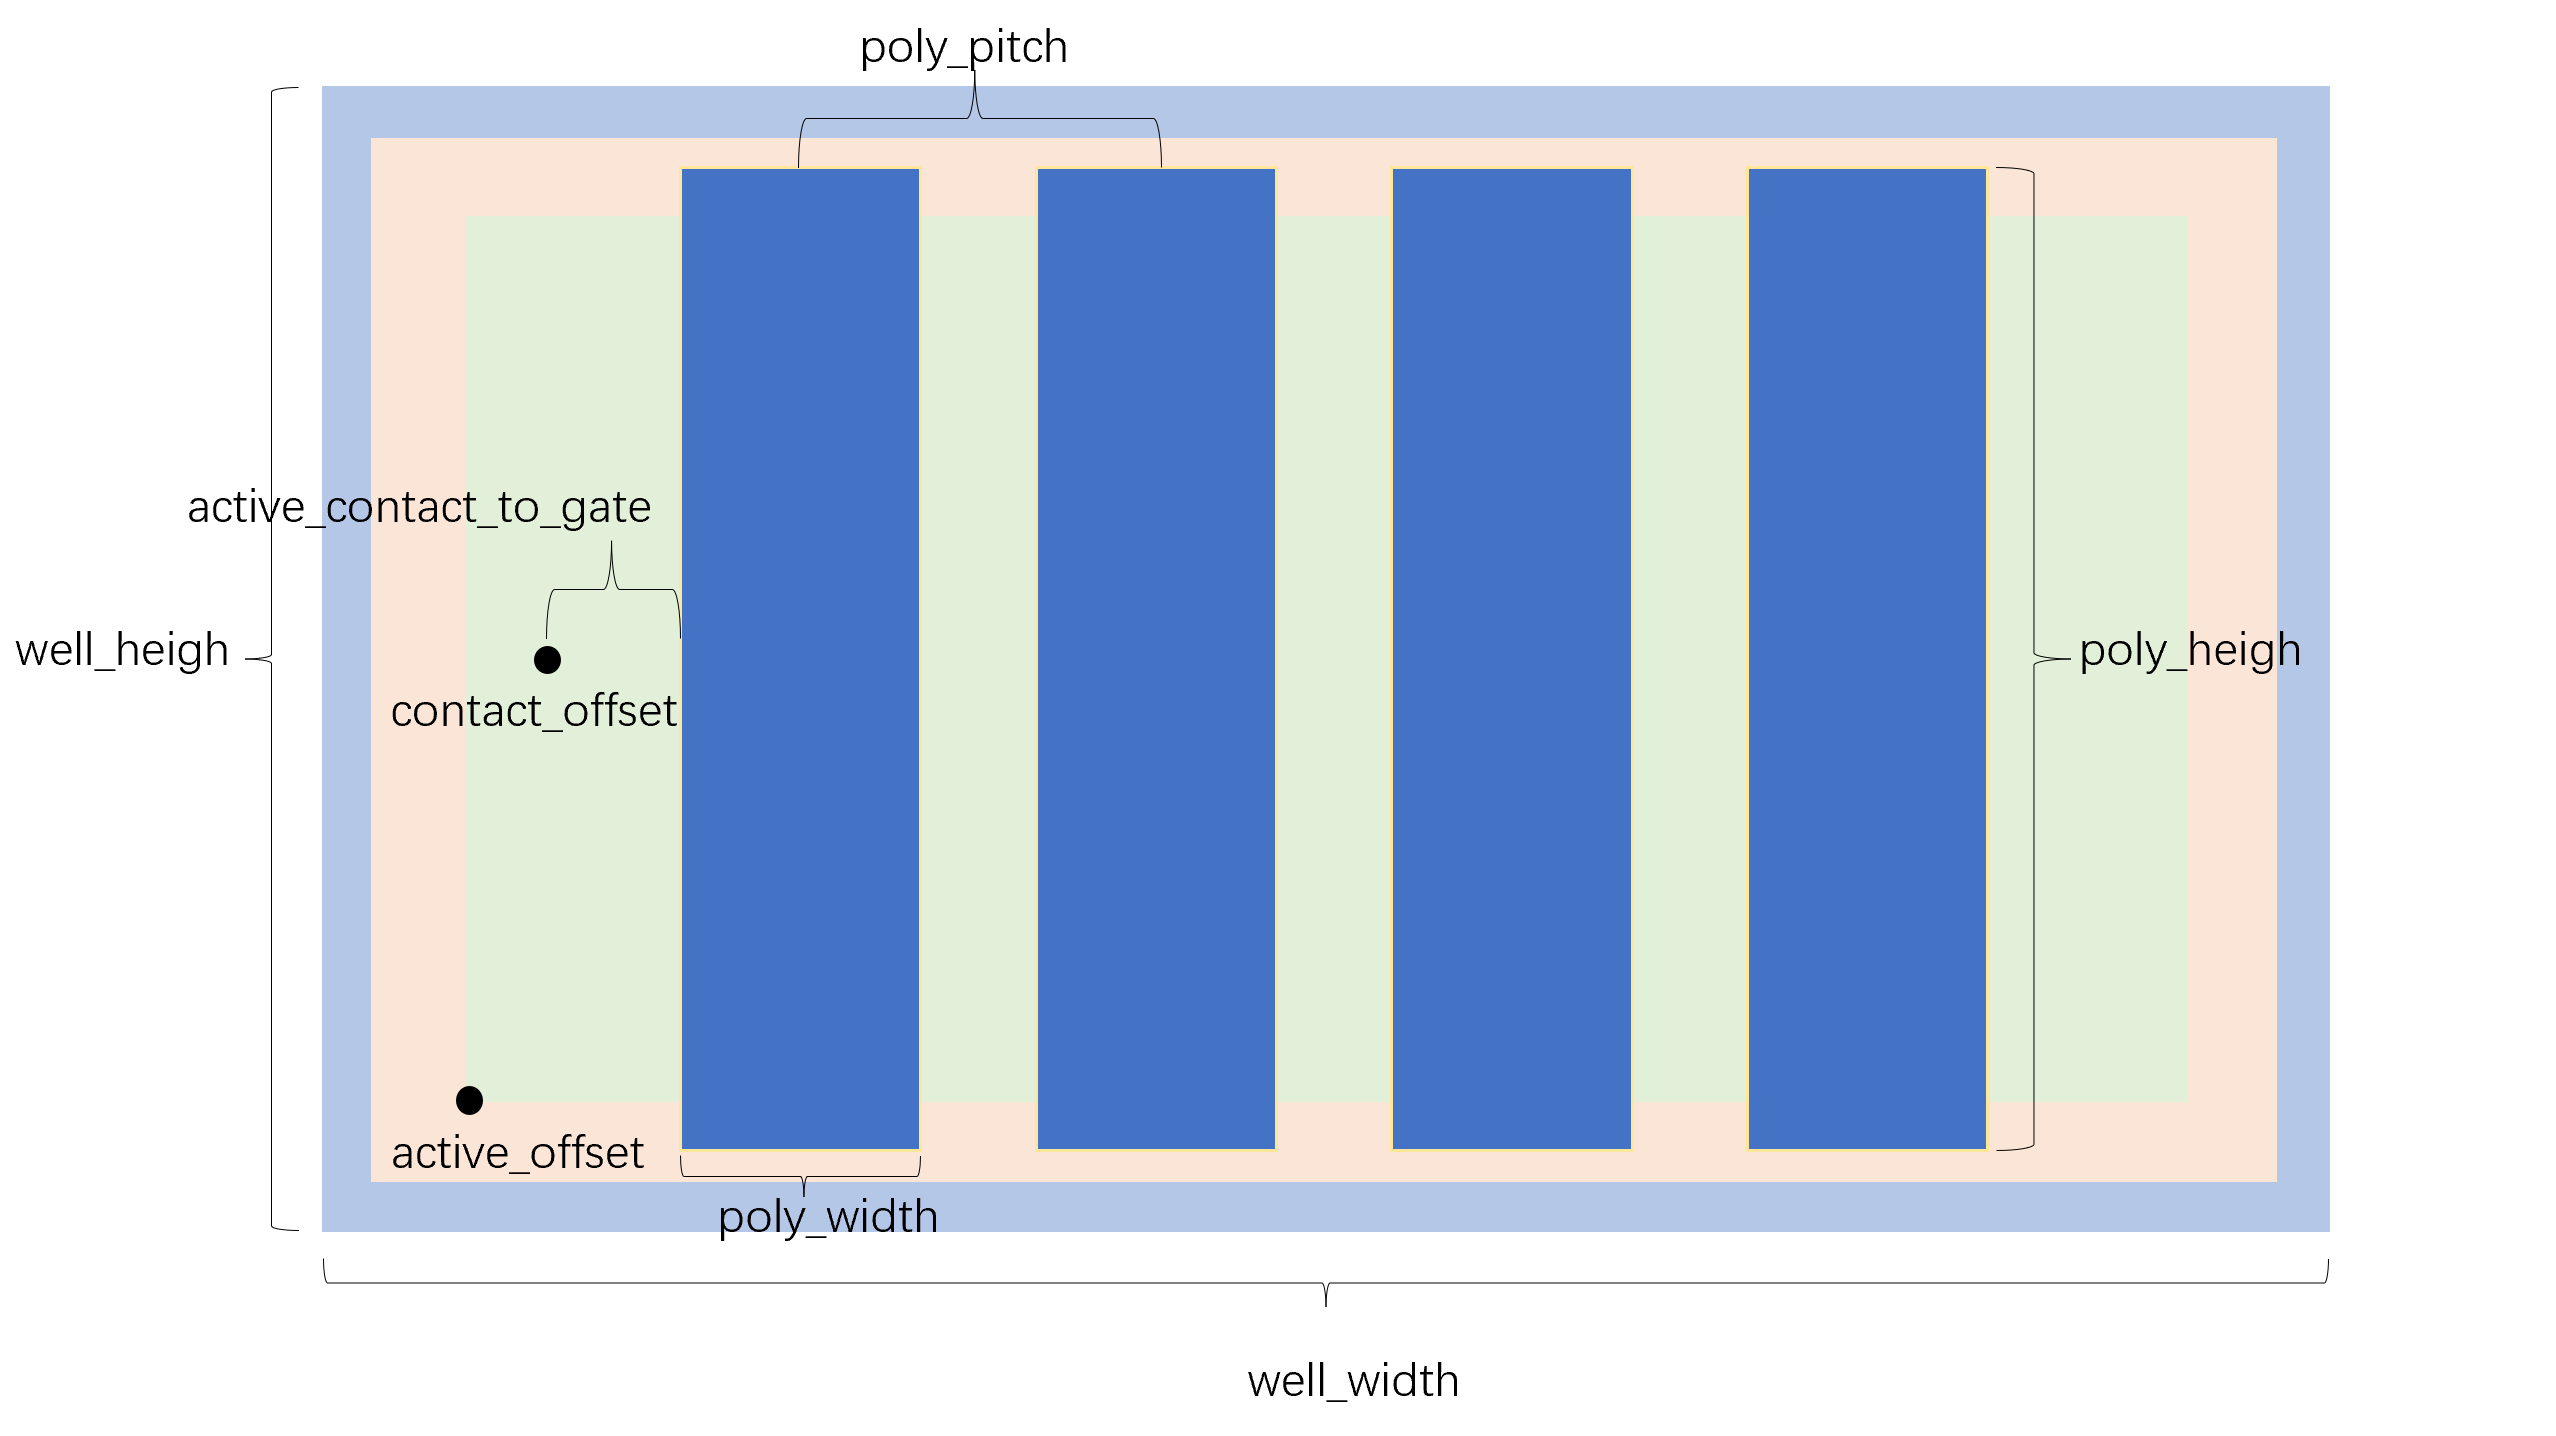 poly_pitch
active_contact_to_gate
well_heigh
poly_heigh
contact_offset
active_offset
poly_width
well_width